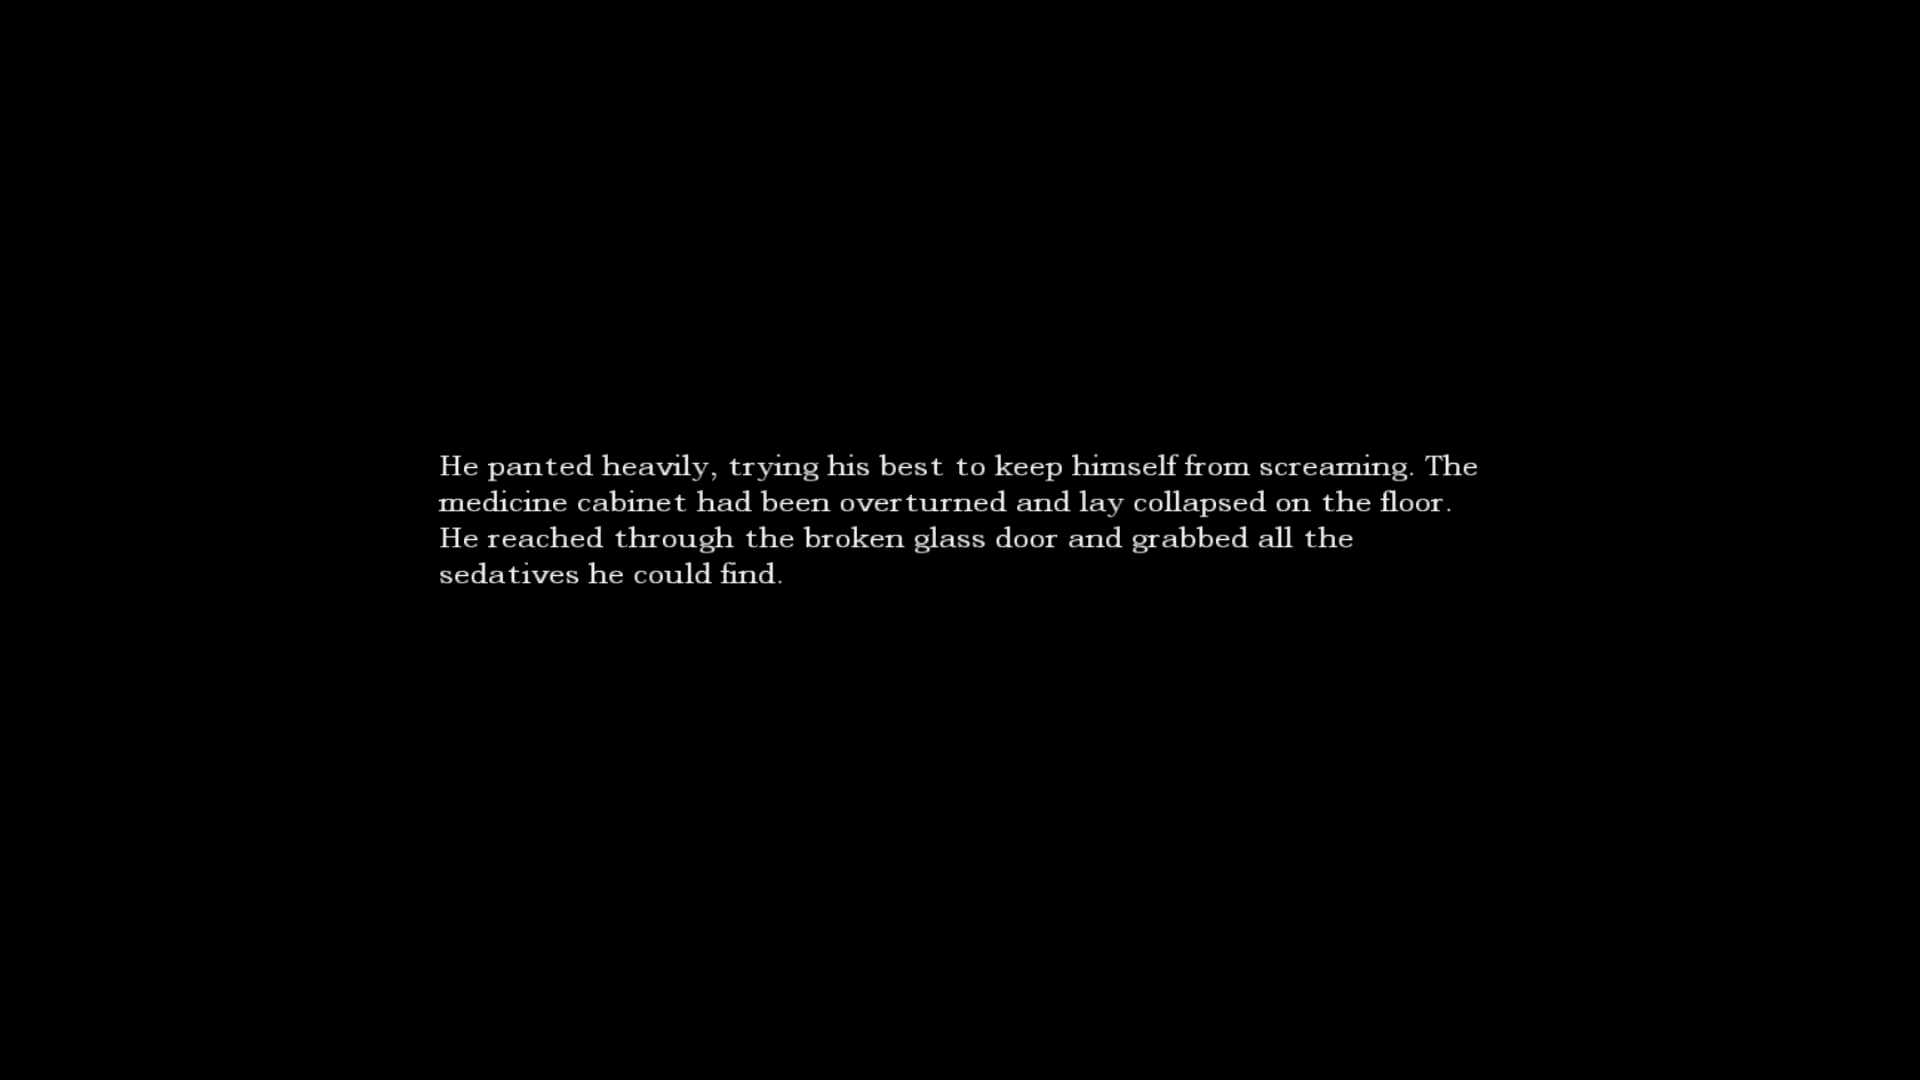 He panted heavily, trying his best to keep himself from screaming. The
medicine cabinet had been overturned and lay collapsed on the floor.
He reached through the broken glass door and grabbed all the
sedatives he could find.